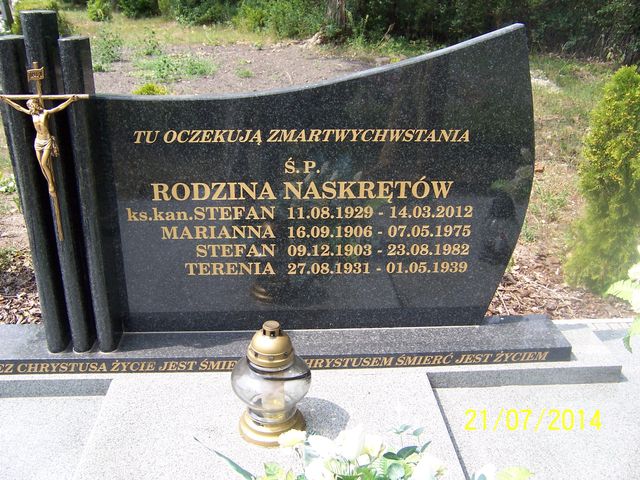 TU OCZEKUJĄ ZMARTWYCHWSTANIA
Ś.P.
RODZINA NASKRĘTÓW
ks.kan.STEFAN 11.08.1929 - 14.03.2012
MARIANNA 16.09.1906 - 07.05.1975
STEFAN 09.12.1903 - 23.08.1982
TERENIA 27.08.1931 - 01.05.1939
CHRYSTUSA ŻYCIE JEST CHRYSTUSEM ŚMIERĆ JEST ŻYCIEM
21/07/2014